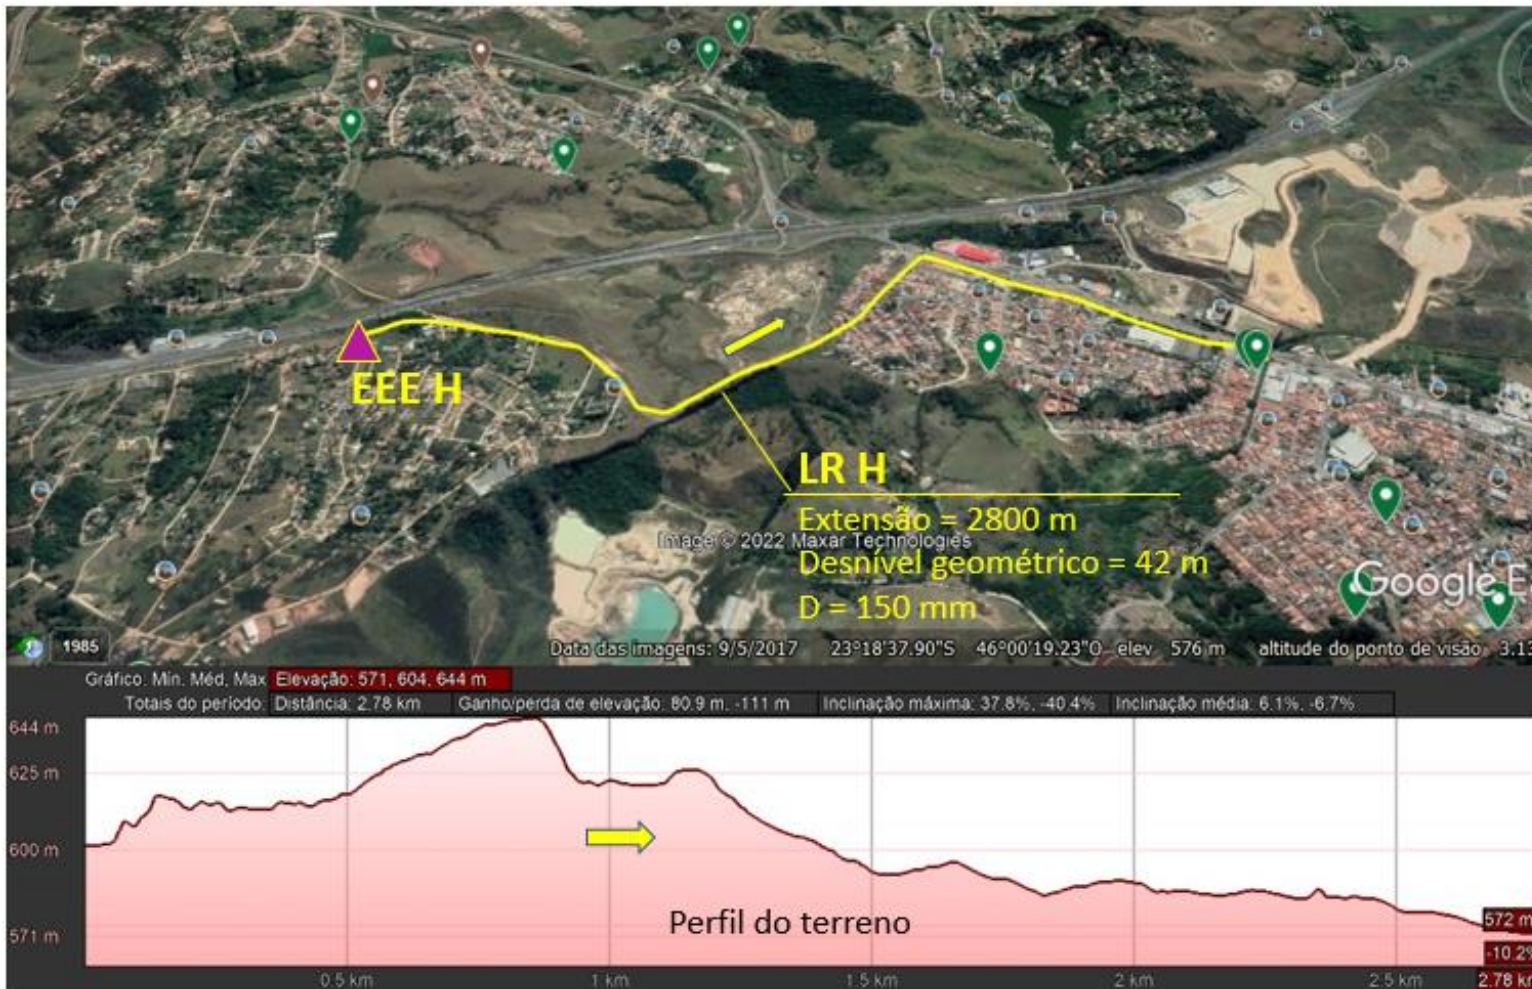 EEE H
LR H
Extensão = 2800 m
Image © 2022 Maxar Technologies
Desnível geométrico = 42 m
Google E
D = 150 mm
1985
Data das imagens: 9/5/2017 23°18'37.90"S 46°00'19.23"O elev 576 m altitude do ponto de visão 3.13
Gráfico: Mín, Méd, Máx Elevação: 571, 604, 644 m
Totais do período: Distância: 2.78 km Ganho/perda de elevação: 80.9 m, -111 m Inclinação máxima: 37.8%, -40.4% Inclinação média: 6.1%, -6.7%
644 m
625 m
600 m
Perfil do terreno
572 m
571 m
-10.2%
0.5 km 1 km 1.5 km 2 km 2.5 km 2.78 km